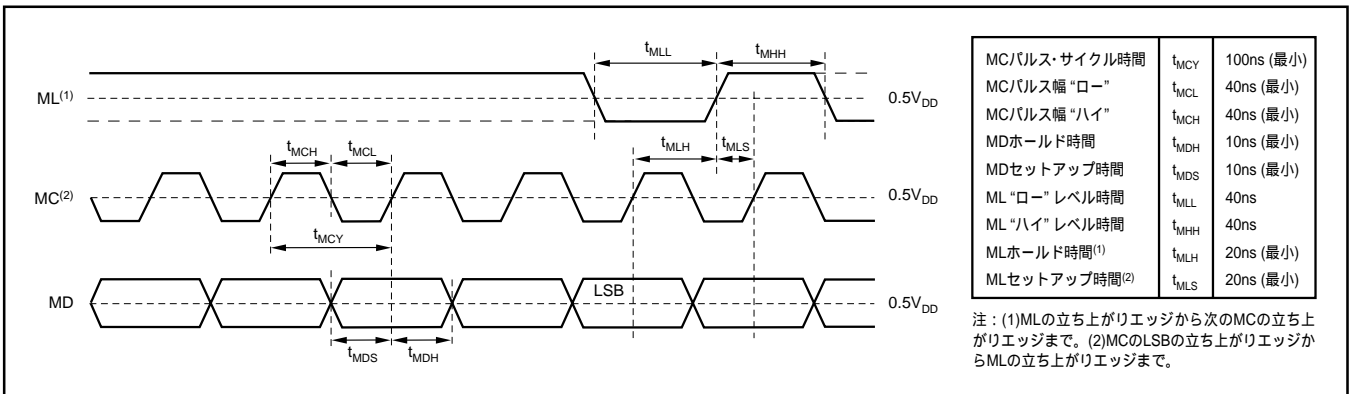 tMLL tMHH
ML(1) 0.5VDD
tMCH tMCL tMLH tMLS
MC(2) 0.5VDD
tMCY
LSB
MD 0.5VDD
tMDS tMDH
MCパルス・サイクル時間 tMCY 100ns (最小)
MCパルス幅 “ロー” tMCL 40ns (最小)
MCパルス幅 “ハイ” tMCH 40ns (最小)
MDホールド時間 tMDH 10ns (最小)
MDセットアップ時間 tMDS 10ns (最小)
ML “ロー” レベル時間 tMLL 40ns
ML “ハイ” レベル時間 tMHH 40ns
MLホールド時間(1) tMLH 20ns (最小)
MLセットアップ時間(2) tMLS 20ns (最小)
注：(1)MLの立ち上がりエッジから次のMCの立ち上
がりエッジまで。(2)MCのLSBの立ち上がりエッジか
らMLの立ち上がりエッジまで。